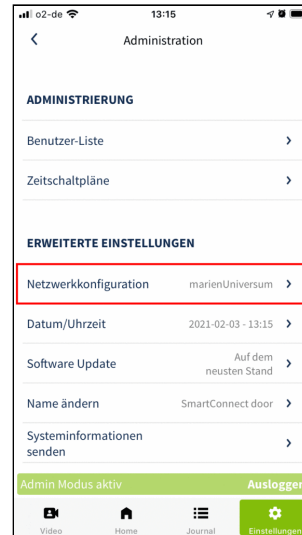 o2-de 13:15
Administration
ADMINISTRIERUNG
Benutzer-Liste
Zeitschaltpläne
ERWEITERTE EINSTELLUNGEN
Netzwerkkonfiguration marienUniversum
Datum/Uhrzeit 2021-02-03 - 13:15
Software Update Auf dem
neusten Stand
Name ändern SmartConnect door
Systeminformationen
senden
Admin Modus aktiv Ausloggen
Video Home Journal Einstellungen